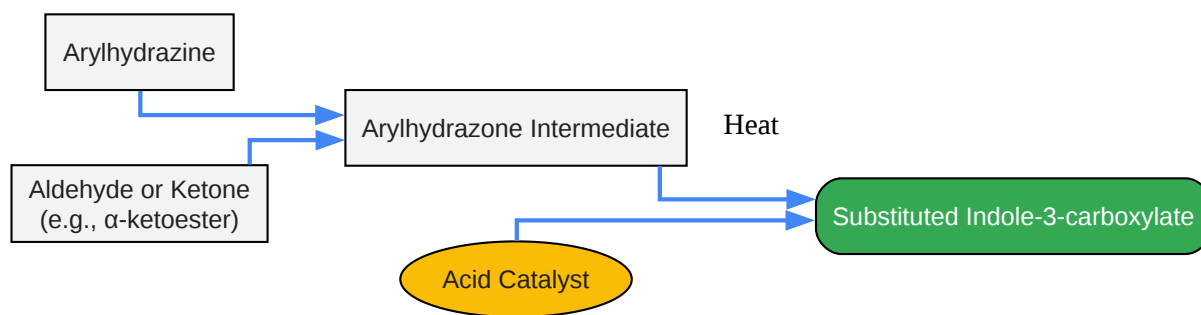 Arylhydrazine
Arylhydrazone Intermediate
Heat
Aldehyde or Ketone
(e.g., α-ketoester)
Substituted Indole-3-carboxylate
Acid Catalyst